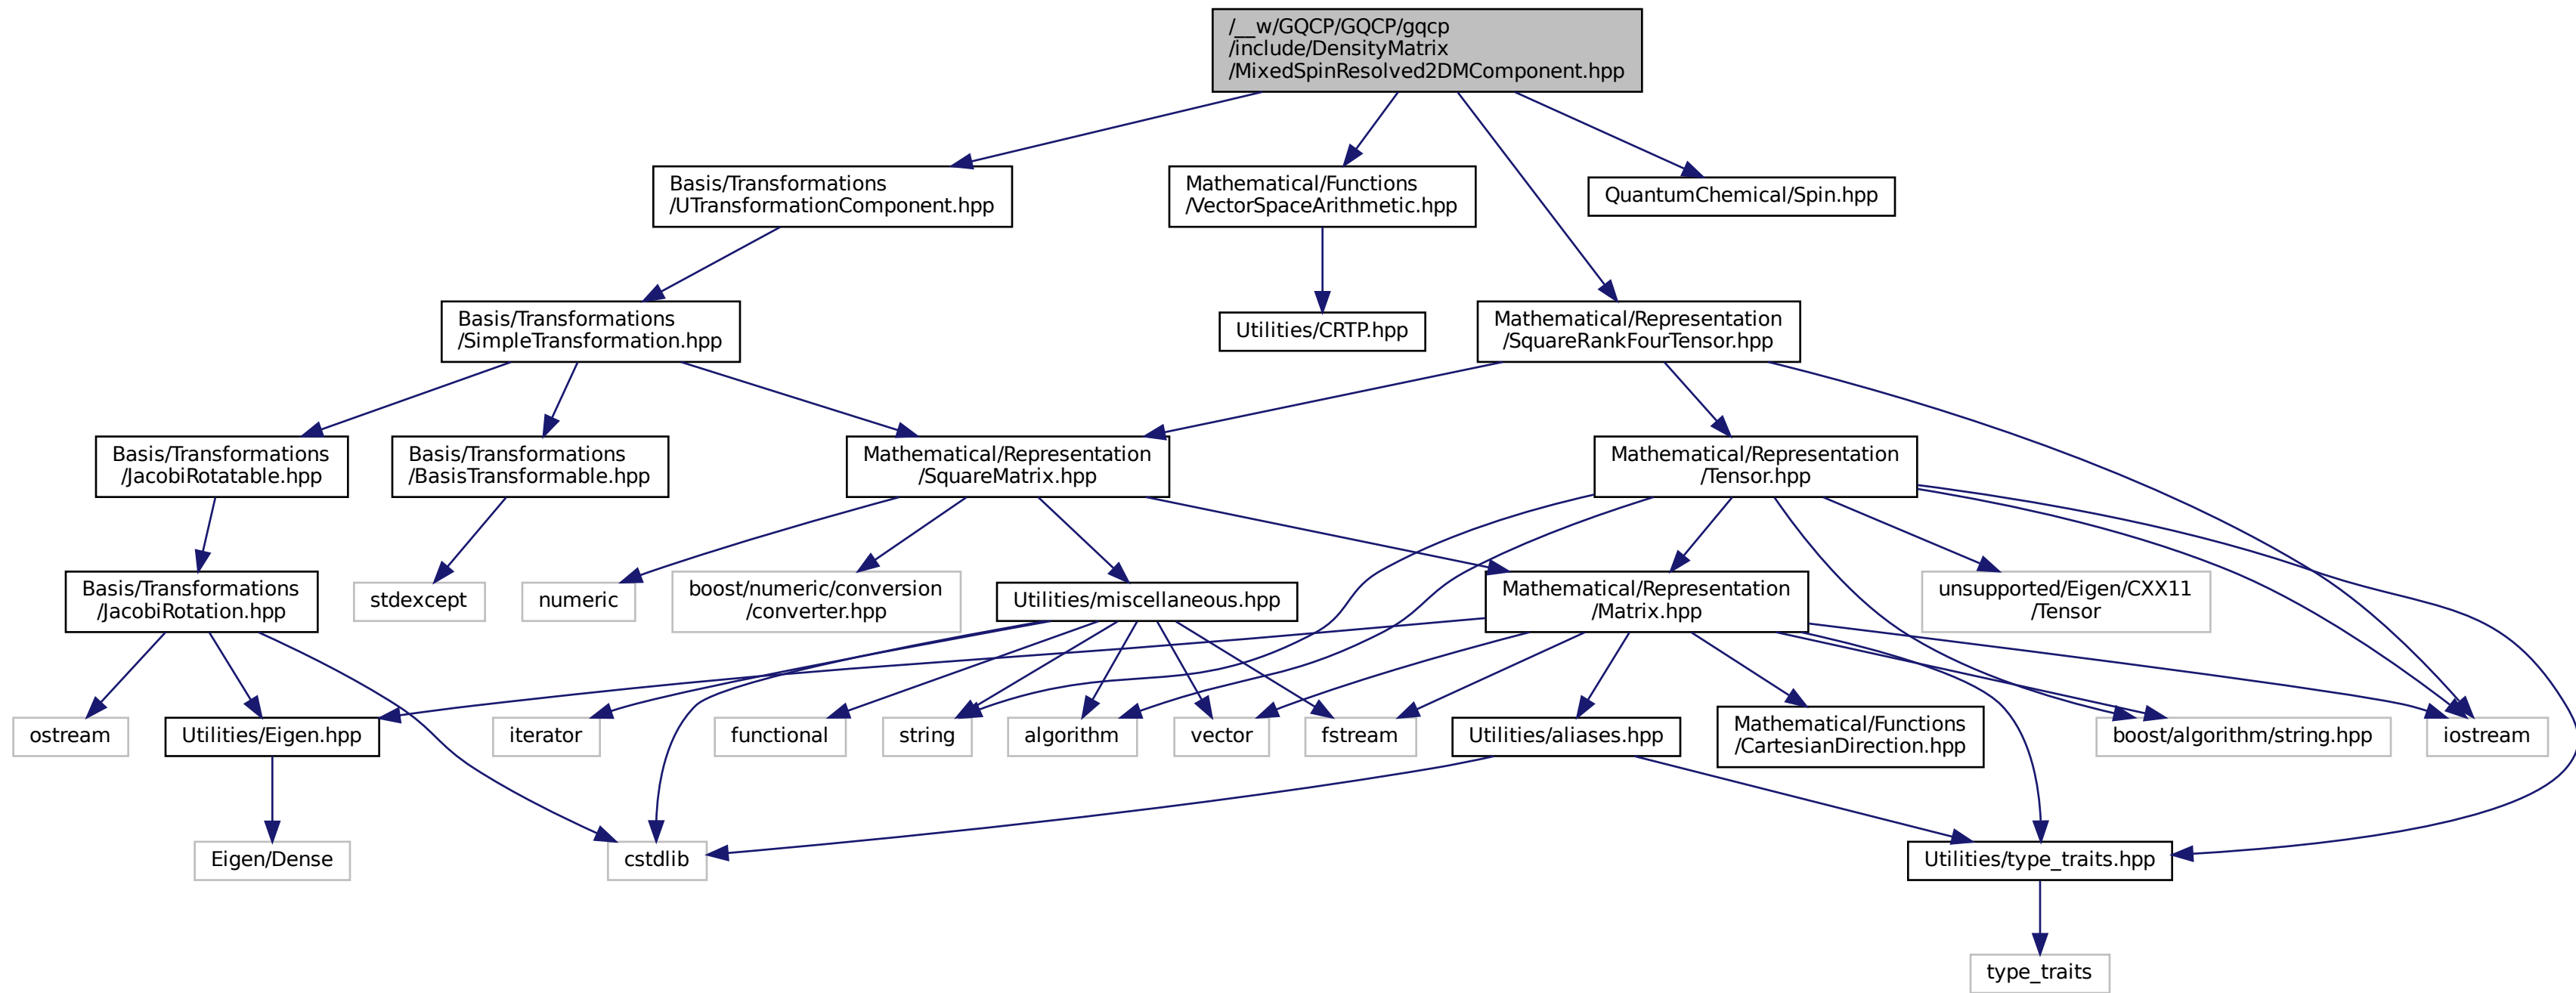 /__w/GQCP/GQCP/gqcp
/include/DensityMatrix
/MixedSpinResolved2DMComponent.hpp
Basis/Transformations
/UTransformationComponent.hpp
Mathematical/Functions
/VectorSpaceArithmetic.hpp
QuantumChemical/Spin.hpp
Basis/Transformations
/SimpleTransformation.hpp
Utilities/CRTP.hpp
Mathematical/Representation
/SquareRankFourTensor.hpp
Basis/Transformations
/JacobiRotatable.hpp
Basis/Transformations
/BasisTransformable.hpp
Mathematical/Representation
/SquareMatrix.hpp
Mathematical/Representation
/Tensor.hpp
Basis/Transformations
/JacobiRotation.hpp
stdexcept
numeric
boost/numeric/conversion
/converter.hpp
Utilities/miscellaneous.hpp
Mathematical/Representation
/Matrix.hpp
unsupported/Eigen/CXX11
/Tensor
ostream
Utilities/Eigen.hpp
iterator
functional
string
algorithm
vector
fstream
Utilities/aliases.hpp
Mathematical/Functions
/CartesianDirection.hpp
boost/algorithm/string.hpp
iostream
Eigen/Dense
cstdlib
Utilities/type_traits.hpp
type_traits